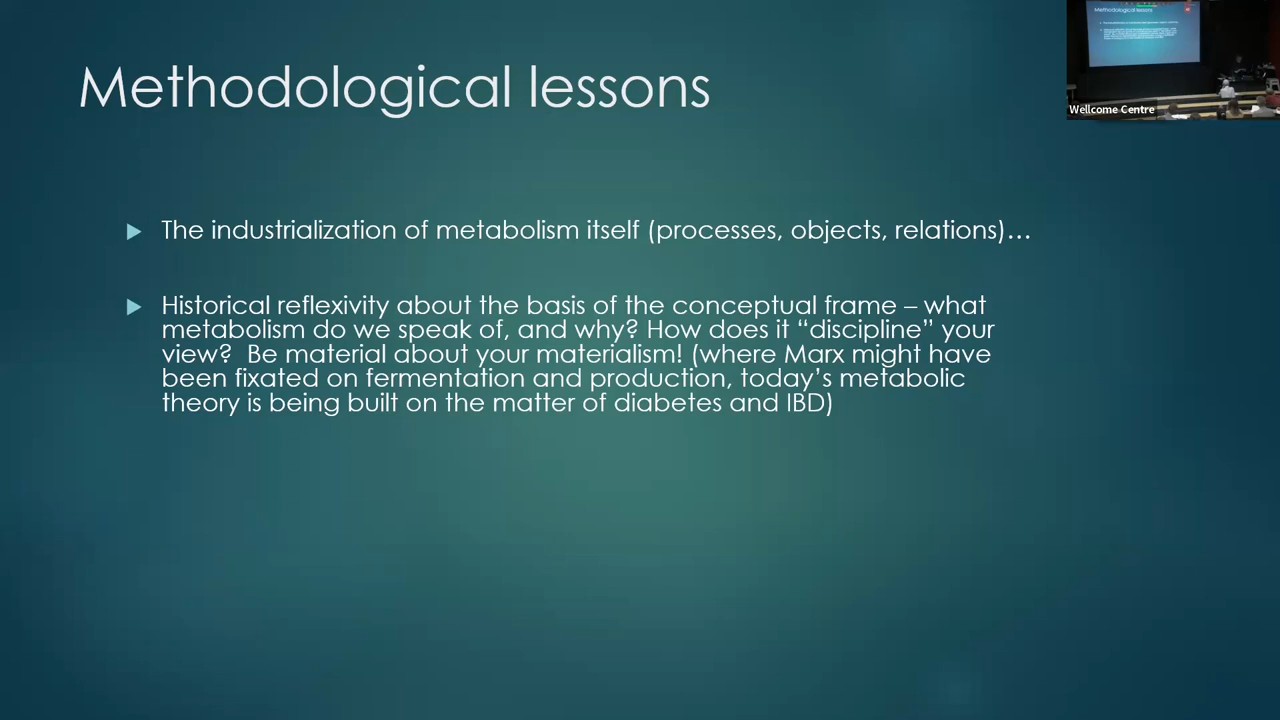 Methodological lessons
The industrialization of metabolism itself (processes, objects, relations)…
Historical reflexivity about the basis of the conceptual frame – what
metabolism do we speak of, and why? How does it “discipline” your
view?  Be material about your materialism! (where Marx might have
been fixated on fermentation and production, today’s metabolic
theory is being built on the matter of diabetes and IBD)
Methodological lessons
Wellcome Centre